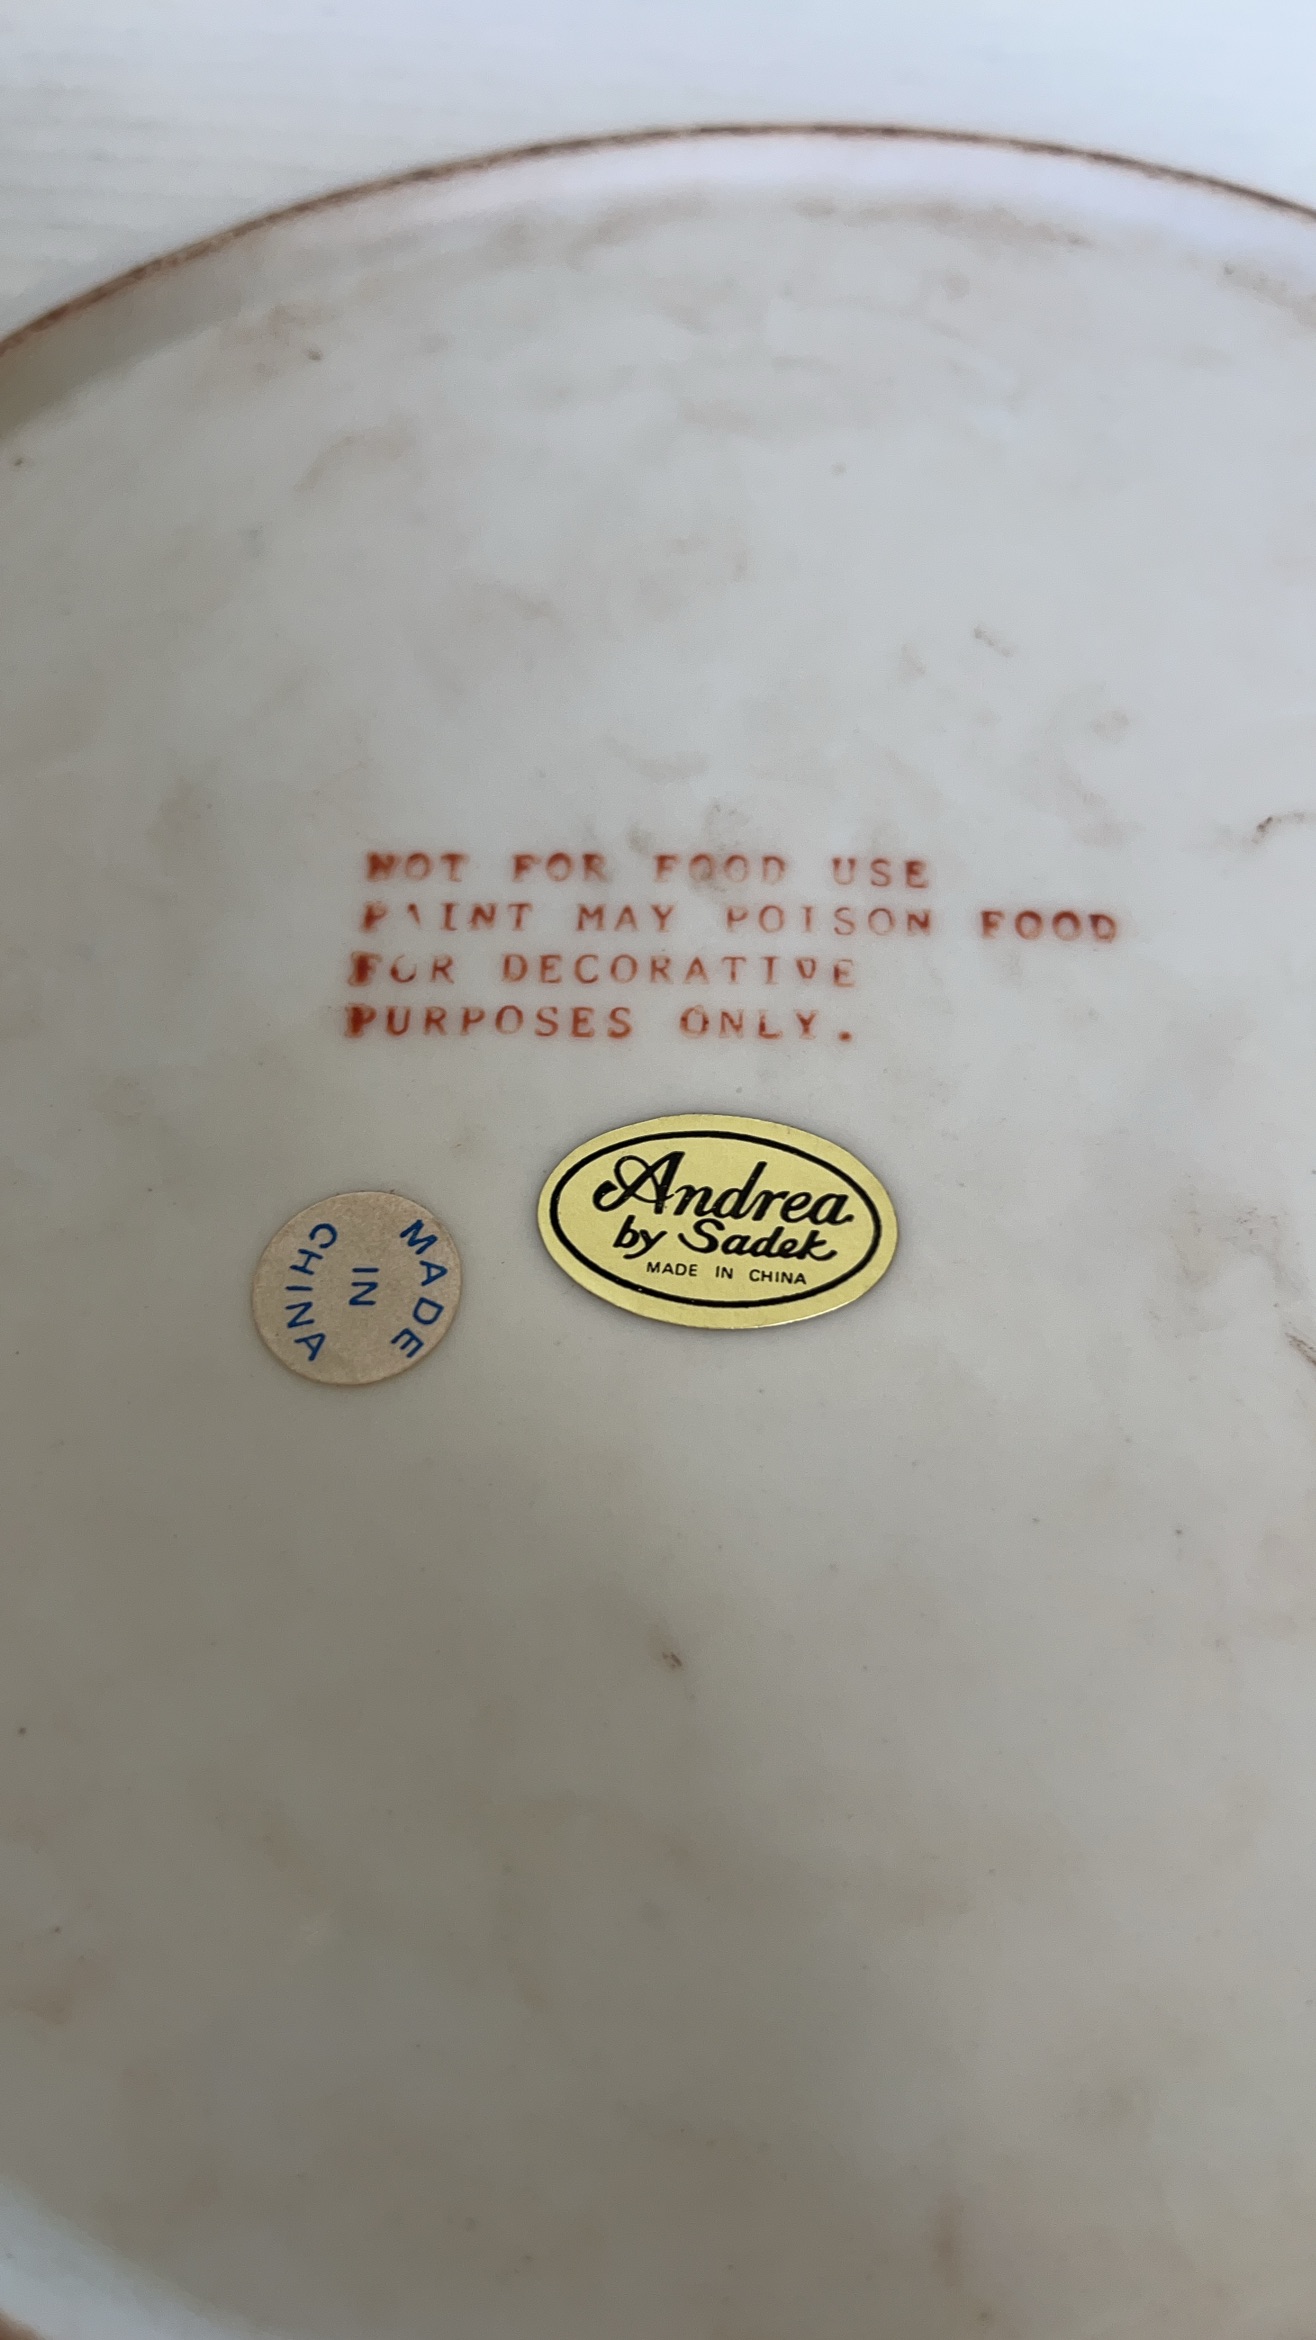 NOT FOR FOOD USE
PAINT MAY POISON FOOD
FOR DECORATIVE
PURPOSES ONLY.
Andrea
by Sadek
MADE IN CHINA
MADE
IN
CHINA